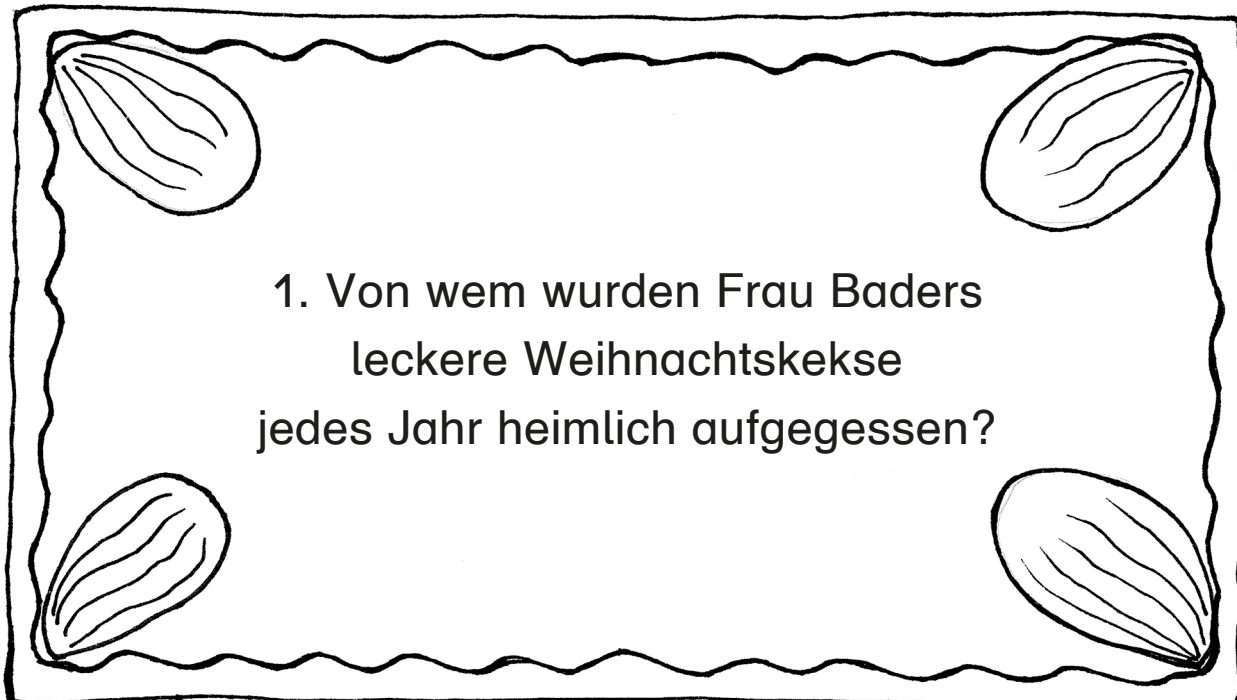 1. Von wem wurden Frau Baders
leckere Weihnachtskekse
jedes Jahr heimlich aufgegessen?